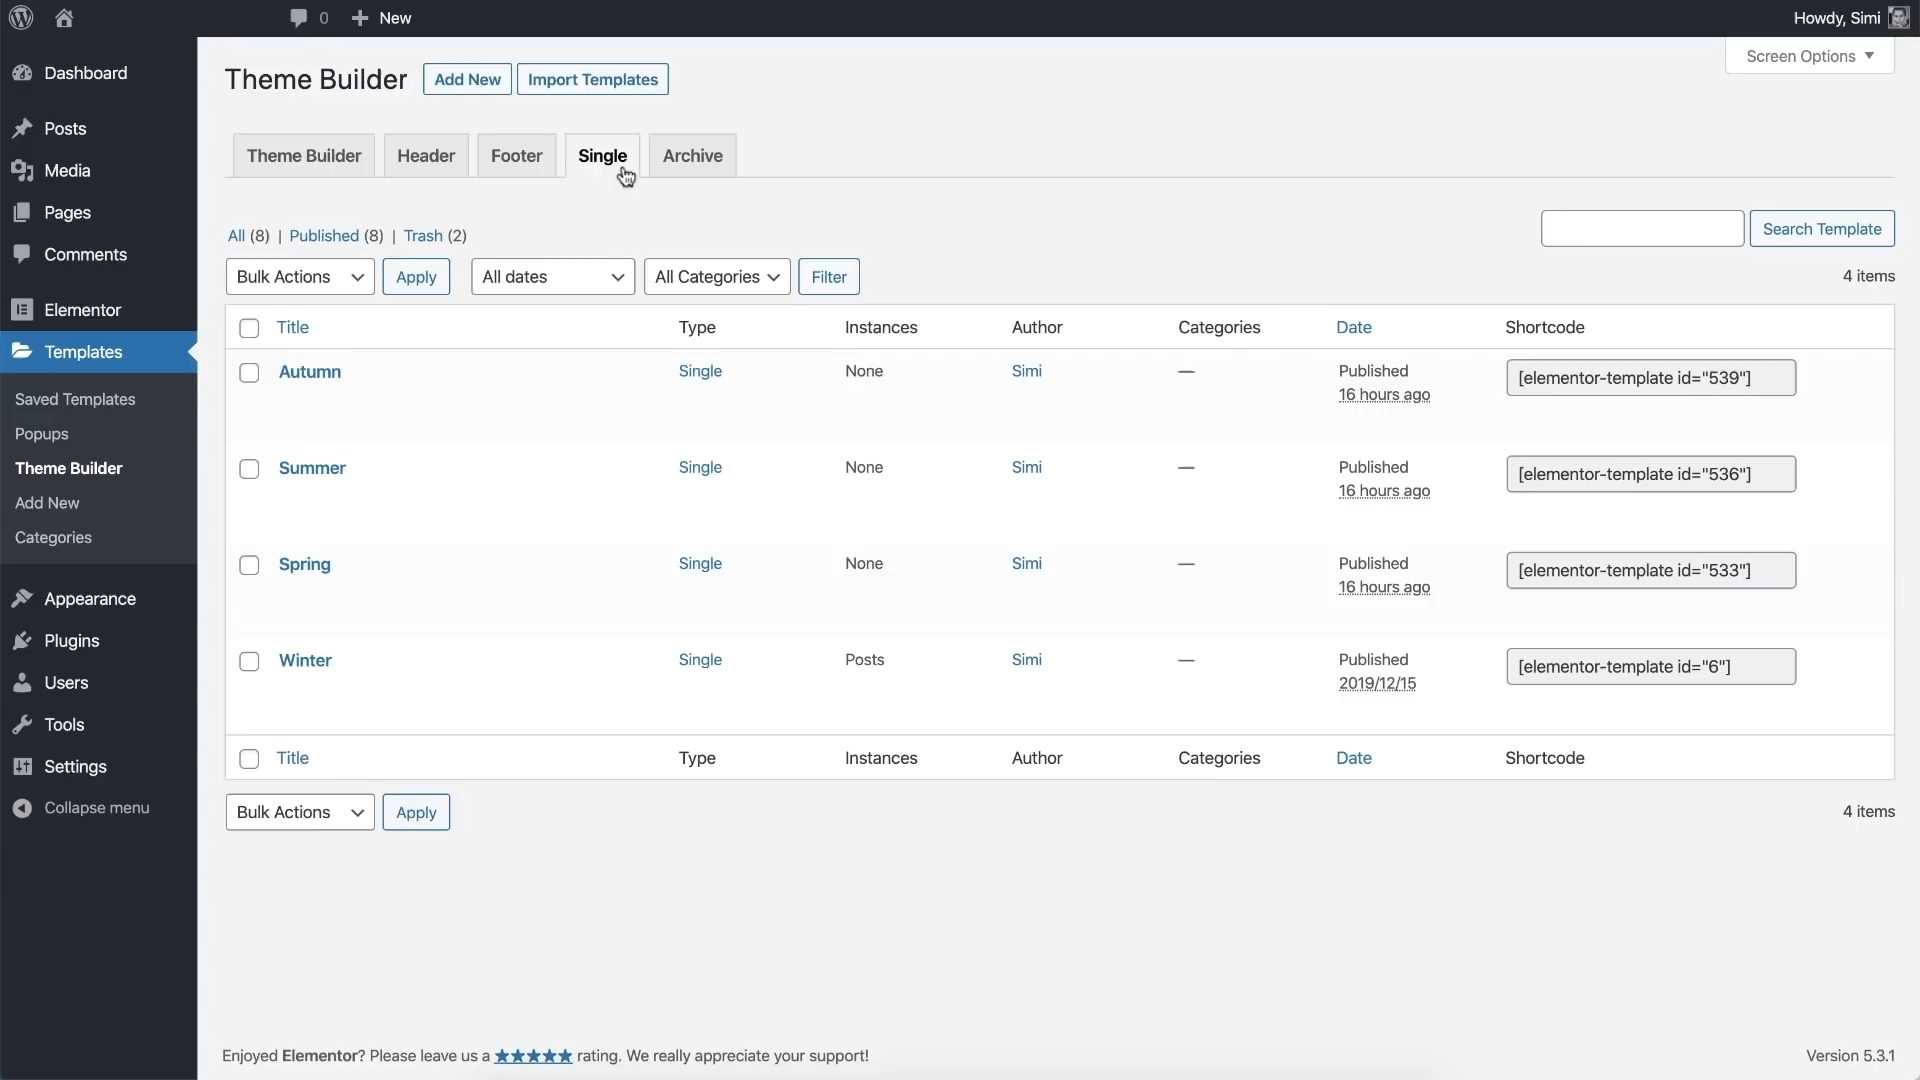 0 New Howdy, Simi
Screen Options
Dashboard
Posts
Media
Pages
Comments
Elementor
Templates
Saved Templates
Popups
Theme Builder
Add New
Categories
Appearance
Plugins
Users
Tools
Settings
Collapse menu
Theme Builder Add New Import Templates
Theme Builder Header Footer Single Archive
All (8) | Published (8) | Trash (2)
Search Template
Bulk Actions Apply All dates All Categories Filter 4 items
Title Type Instances Author Categories Date Shortcode
Autumn Single None Simi — Published [elementor-template id="539"]
16 hours ago
Summer Single None Simi — Published [elementor-template id="536"]
16 hours ago
Spring Single None Simi — Published [elementor-template id="533"]
16 hours ago
Winter Single Posts Simi — Published [elementor-template id="6"]
2019/12/15
Title Type Instances Author Categories Date Shortcode
Bulk Actions Apply 4 items
Enjoyed Elementor? Please leave us a ★★★★★ rating. We really appreciate your support! Version 5.3.1